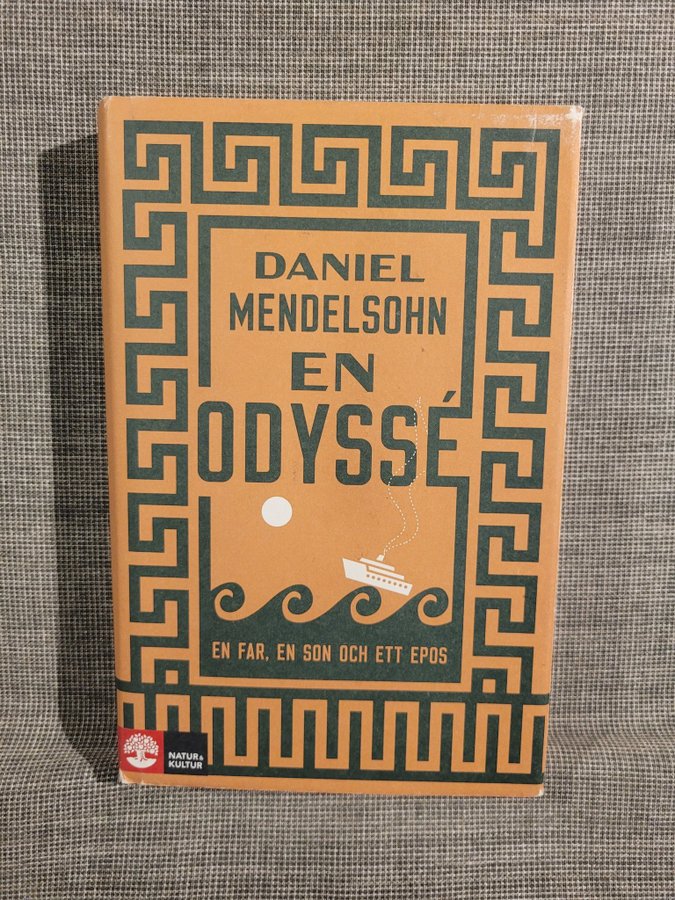 DANIEL
MENDELSOHN
EN
ODYSSÉ
EN FAR, EN SON OCH ETT EPOS
NATUR &
KULTUR